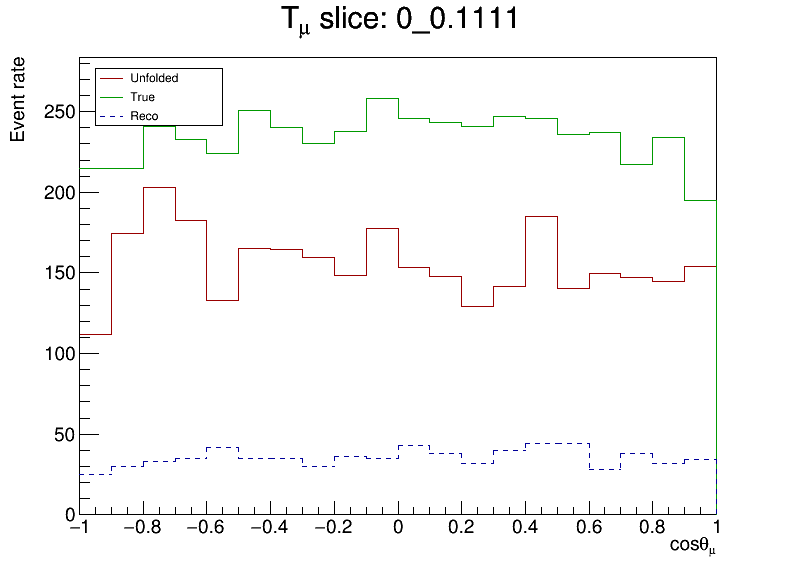 Tμ slice: 0_0.1111
Event rate
Unfolded
True
Reco
250
200
150
100
50
0
−1 −0.8 −0.6 −0.4 −0.2 0 0.2 0.4 0.6 0.8 1
cosθμ